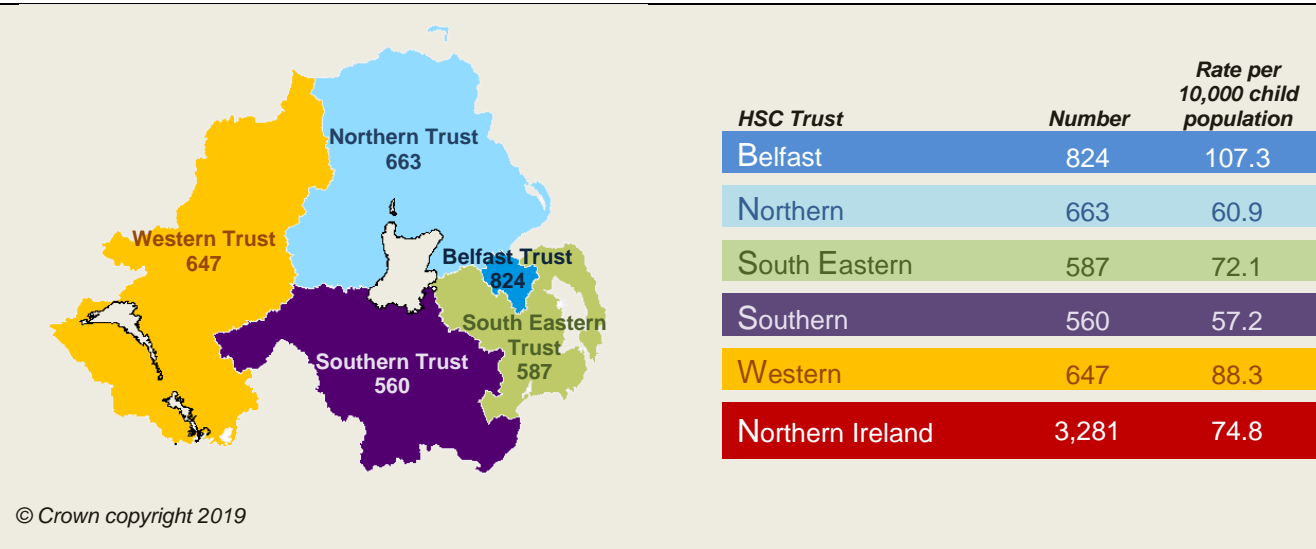 Northern Trust
663
Western Trust
647
Belfast Trust
824
South Eastern
Trust
587
Southern Trust
560
HSC Trust Number Rate per
10,000 child
population
Belfast 824 107.3
Northern 663 60.9
South Eastern 587 72.1
Southern 560 57.2
Western 647 88.3
Northern Ireland 3,281 74.8
© Crown copyright 2019